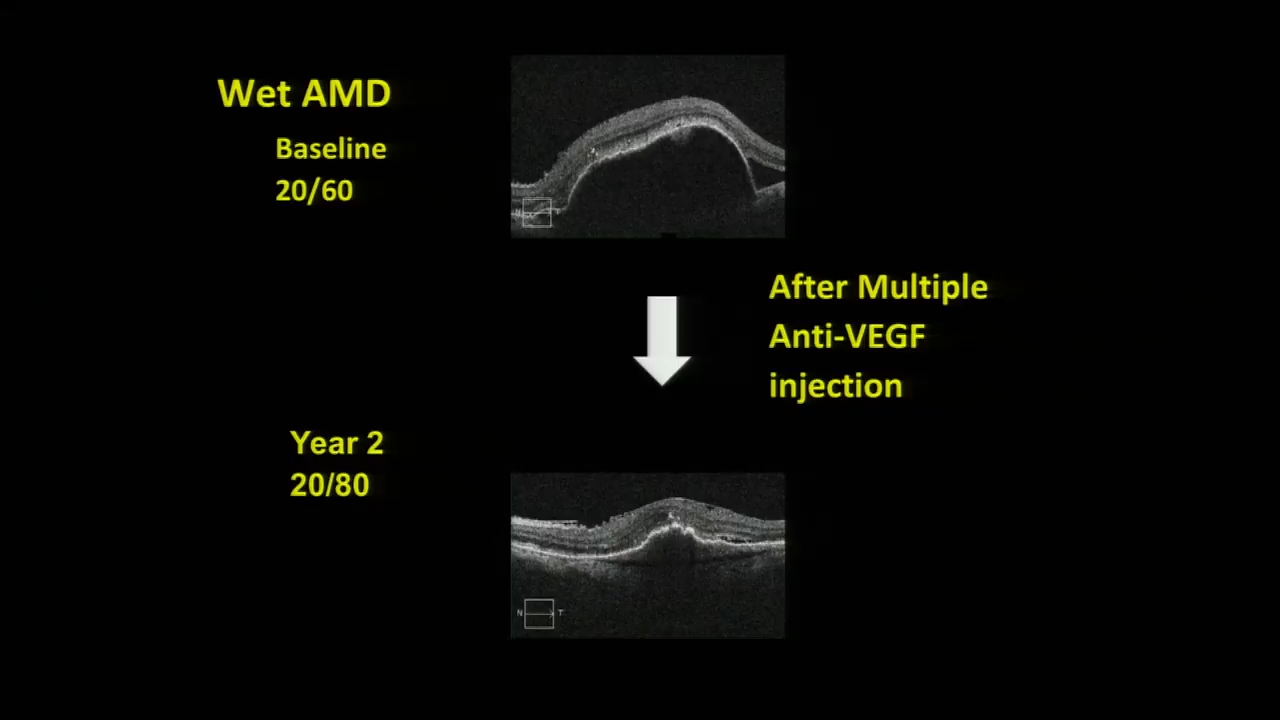 Wet AMD
Baseline
20/60
After Multiple
Anti-VEGF
injection
Year 2
20/80
N T